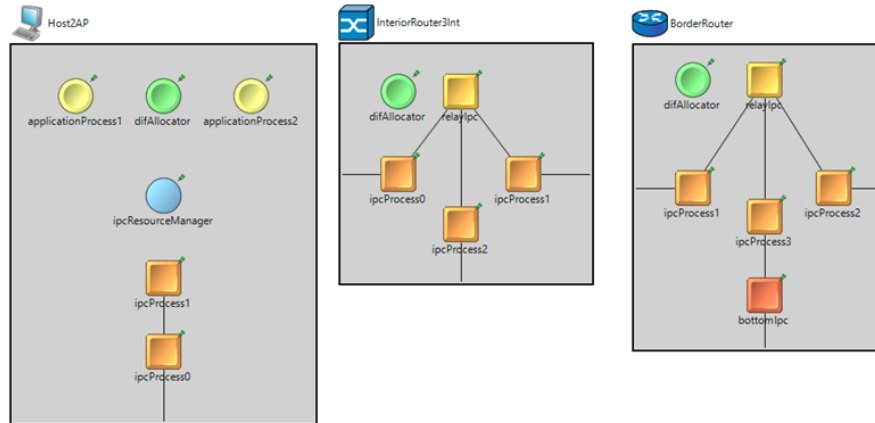 Host2AP
applicationProcess1
difAllocator
applicationProcess2
ipcResourceManager
ipcProcess1
ipcProcess0
InteriorRouter3Int
difAllocator
relayIpc
ipcProcess0
ipcProcess1
ipcProcess2
BorderRouter
difAllocator
relayIpc
ipcProcess1
ipcProcess2
ipcProcess3
bottomIpc